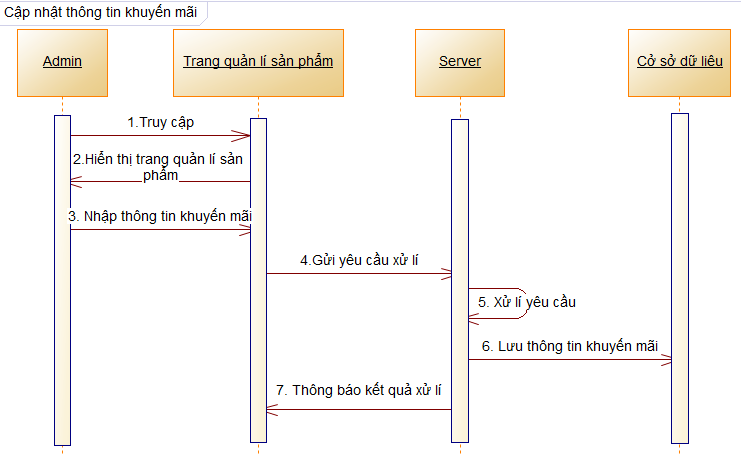 Cập nhật thông tin khuyến mãi
Admin
Trang quản lí sản phẩm
Server
Cở sở dữ liêu
1.Truy cập
2.Hiển thị trang quản lí sản
phẩm
3. Nhập thông tin khuyến mãi
4.Gửi yêu cầu xử lí
5. Xử lí yêu cầu
6. Lưu thông tin khuyến mãi
7. Thông báo kết quả xử lí